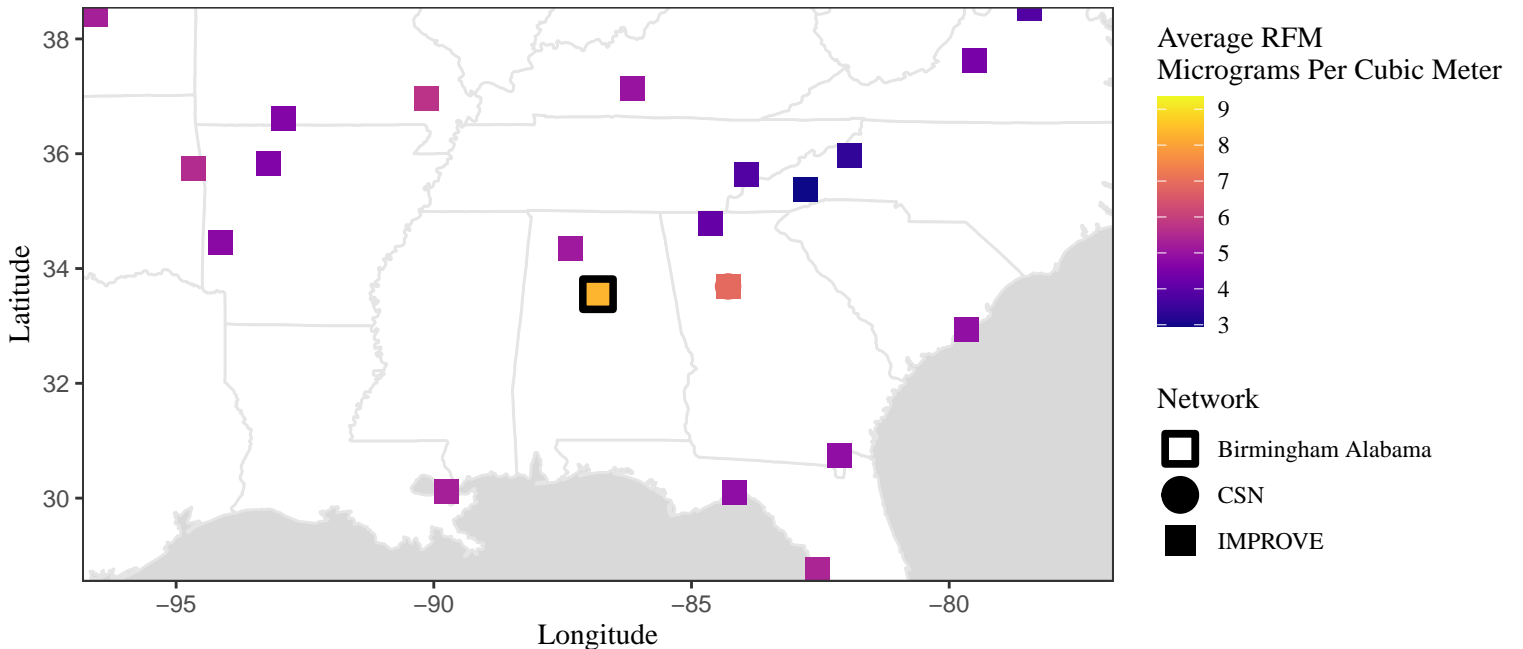 38
36
34
32
30
Latitude
−95
−90
−85
−80
Longitude
Average RFM
Micrograms Per Cubic Meter
9
8
7
6
5
4
3
Network
Birmingham Alabama
CSN
IMPROVE